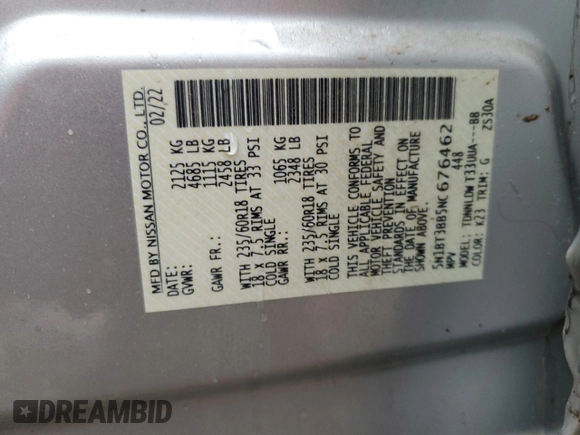 MFD BY NISSAN MOTOR CO., LTD.
DATE: 02/22
GVWR: 2125 KG
4685 LB
GAWR FR.: 1115 KG
2458 LB
WITH 235/60R18 TIRES
18 x 7.5 RIMS AT 33 PSI
COLD SINGLE
GAWR RR.: 1065 KG
2348 LB
WITH 235/60R18 TIRES
18 x 7.5 RIMS AT 30 PSI
COLD SINGLE
THIS VEHICLE CONFORMS TO
ALL APPLICABLE FEDERAL
MOTOR VEHICLE SAFETY AND
THEFT PREVENTION
STANDARDS IN EFFECT ON
THE DATE OF MANUFACTURE
SHOWN ABOVE.
5N1BT3BB5NC676462
MPV 448
MODEL: TDNNLDW T33UUA---BB
COLOR: K23 TRIM: G ZS30A
DREAMBID